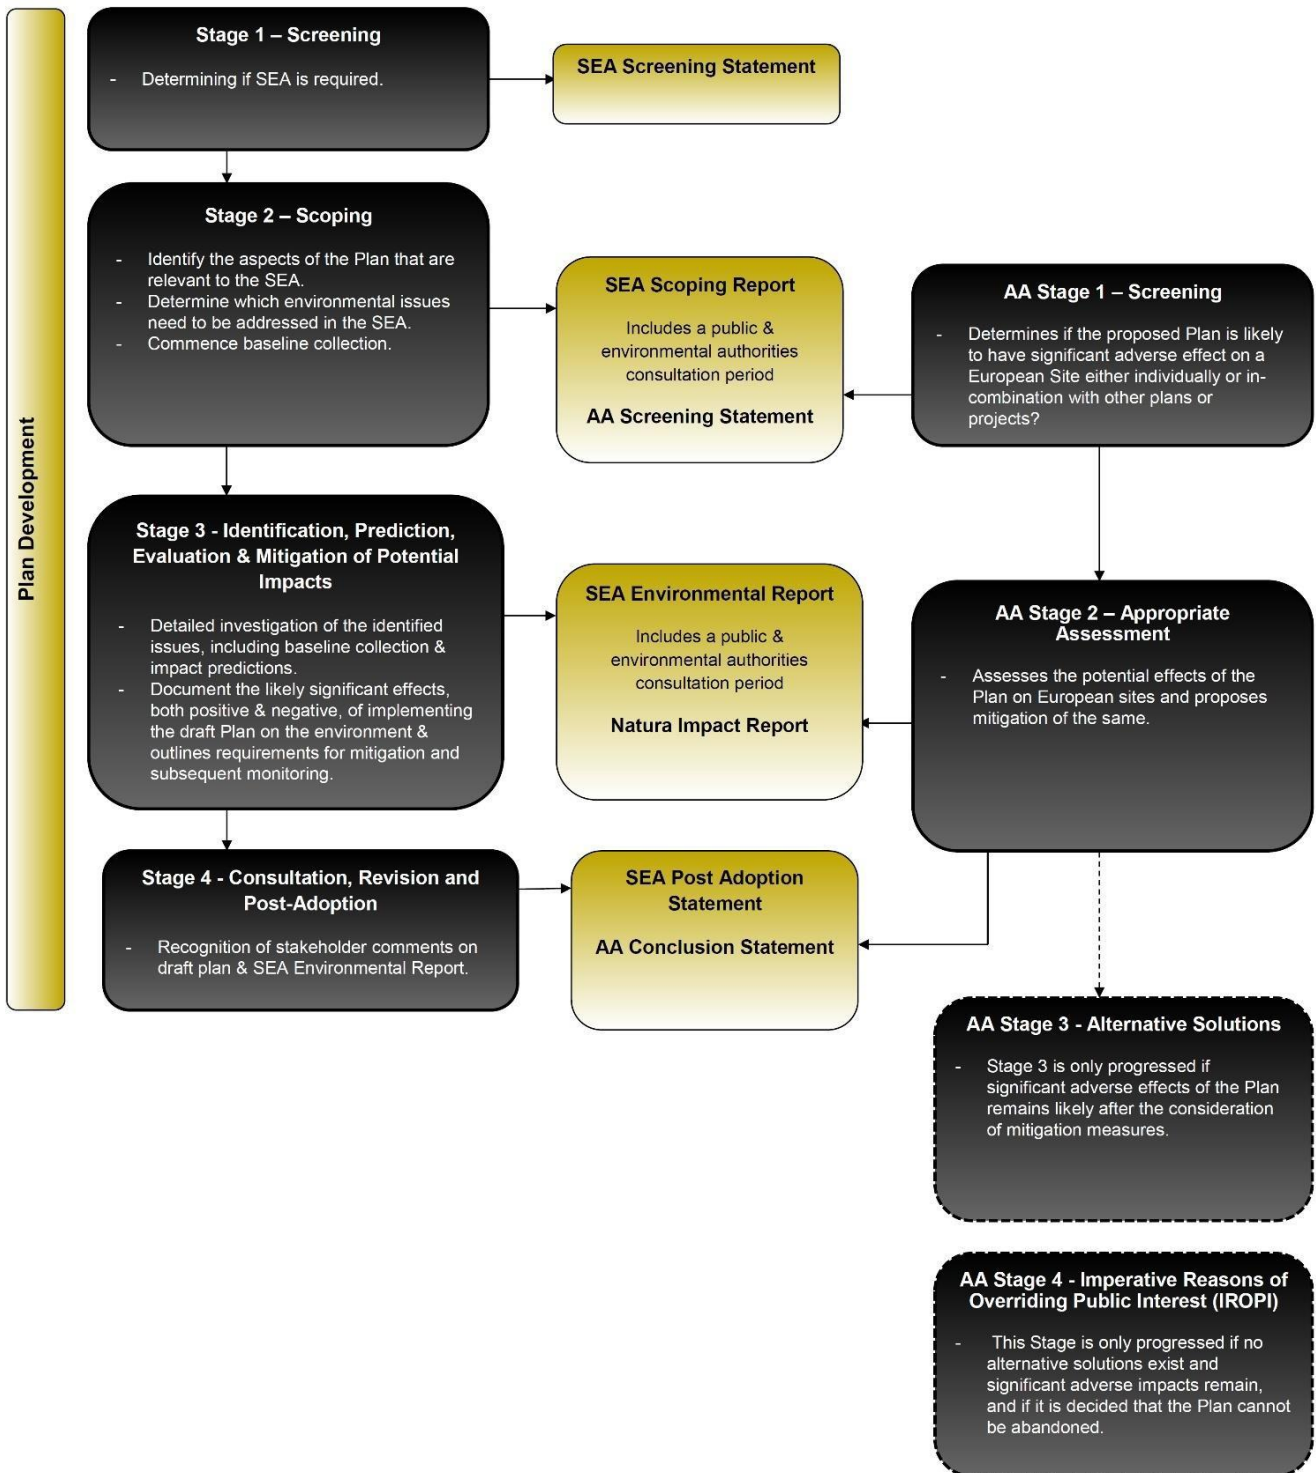 Plan Development
Stage 1 – Screening
- Determining if SEA is required.
SEA Screening Statement
Stage 2 – Scoping
- Identify the aspects of the Plan that are
relevant to the SEA.
- Determine which environmental issues
need to be addressed in the SEA.
- Commence baseline collection.
SEA Scoping Report
Includes a public &
environmental authorities
consultation period
AA Screening Statement
AA Stage 1 – Screening
- Determines if the proposed Plan is likely
to have significant adverse effect on a
European Site either individually or in-
combination with other plans or
projects?
Stage 3 - Identification, Prediction,
Evaluation & Mitigation of Potential
Impacts
- Detailed investigation of the identified
issues, including baseline collection &
impact predictions.
- Document the likely significant effects,
both positive & negative, of implementing
the draft Plan on the environment &
outlines requirements for mitigation and
subsequent monitoring.
SEA Environmental Report
Includes a public &
environmental authorities
consultation period
Natura Impact Report
AA Stage 2 – Appropriate
Assessment
- Assesses the potential effects of the
Plan on European sites and proposes
mitigation of the same.
Stage 4 - Consultation, Revision and
Post-Adoption
- Recognition of stakeholder comments on
draft plan & SEA Environmental Report.
SEA Post Adoption
Statement
AA Conclusion Statement
AA Stage 3 - Alternative Solutions
- Stage 3 is only progressed if
significant adverse effects of the Plan
remains likely after the consideration
of mitigation measures.
AA Stage 4 - Imperative Reasons of
Overriding Public Interest (IROPI)
- This Stage is only progressed if no
alternative solutions exist and
significant adverse impacts remain,
and if it is decided that the Plan cannot
be abandoned.